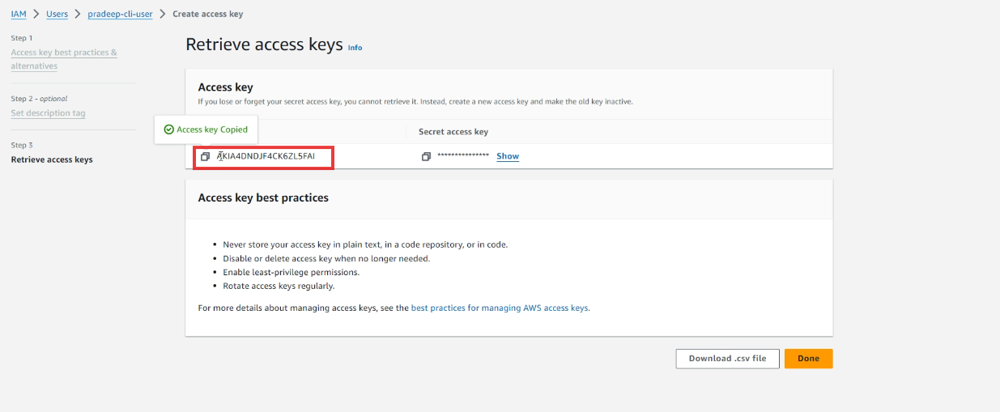 IAM > Users > pradeep-cli-user > Create access key
Step 1
Access key best practices &
alternatives
Step 2 - optional
Set description tag
Step 3
Retrieve access keys
Retrieve access keys Info
Access key
If you lose or forget your secret access key, you cannot retrieve it. Instead, create a new access key and make the old key inactive.
Access key Copied
Secret access key
AKIA4DNDJF4CK6ZL5FAI
*************** Show
Access key best practices
• Never store your access key in plain text, in a code repository, or in code.
• Disable or delete access key when no longer needed.
• Enable least-privilege permissions.
• Rotate access keys regularly.
For more details about managing access keys, see the best practices for managing AWS access keys.
Download .csv file
Done